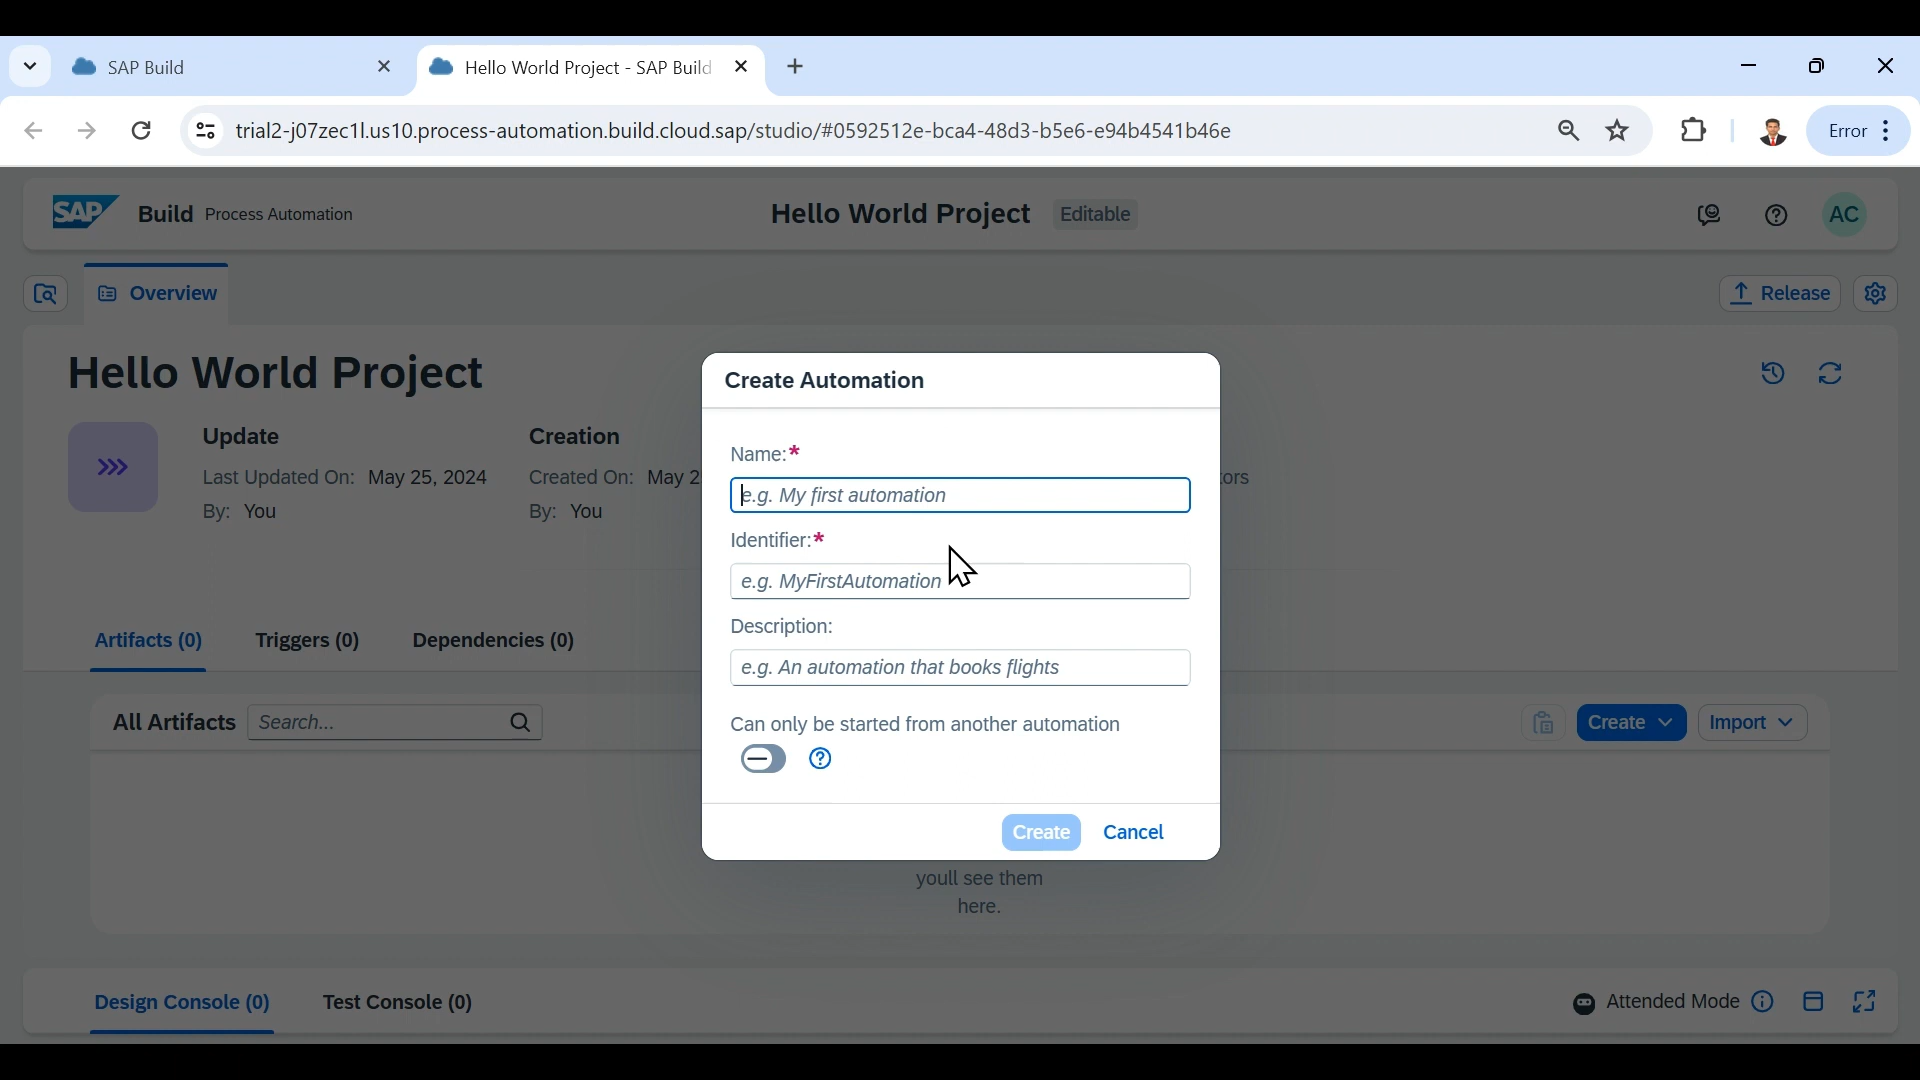 SAP Build
Hello World Project - SAP Build
trial2-j07zec1l.us10.process-automation.build.cloud.sap/studio/#0592512e-bca4-48d3-b5e6-e94b4541b46e
Error
SAP Build Process Automation
Hello World Project Editable
AC
Overview
Release
Hello World Project
Update
Creation
Last Updated On: May 25, 2024
Created On: May 2
ors
By: You
By: You
Create Automation
Name:*
e.g. My first automation
Identifier:*
e.g. MyFirstAutomation
Description:
e.g. An automation that books flights
Can only be started from another automation
Create
Cancel
Artifacts (0)
Triggers (0)
Dependencies (0)
All Artifacts
Search...
Create
Import
youll see them
here.
Design Console (0)
Test Console (0)
Attended Mode